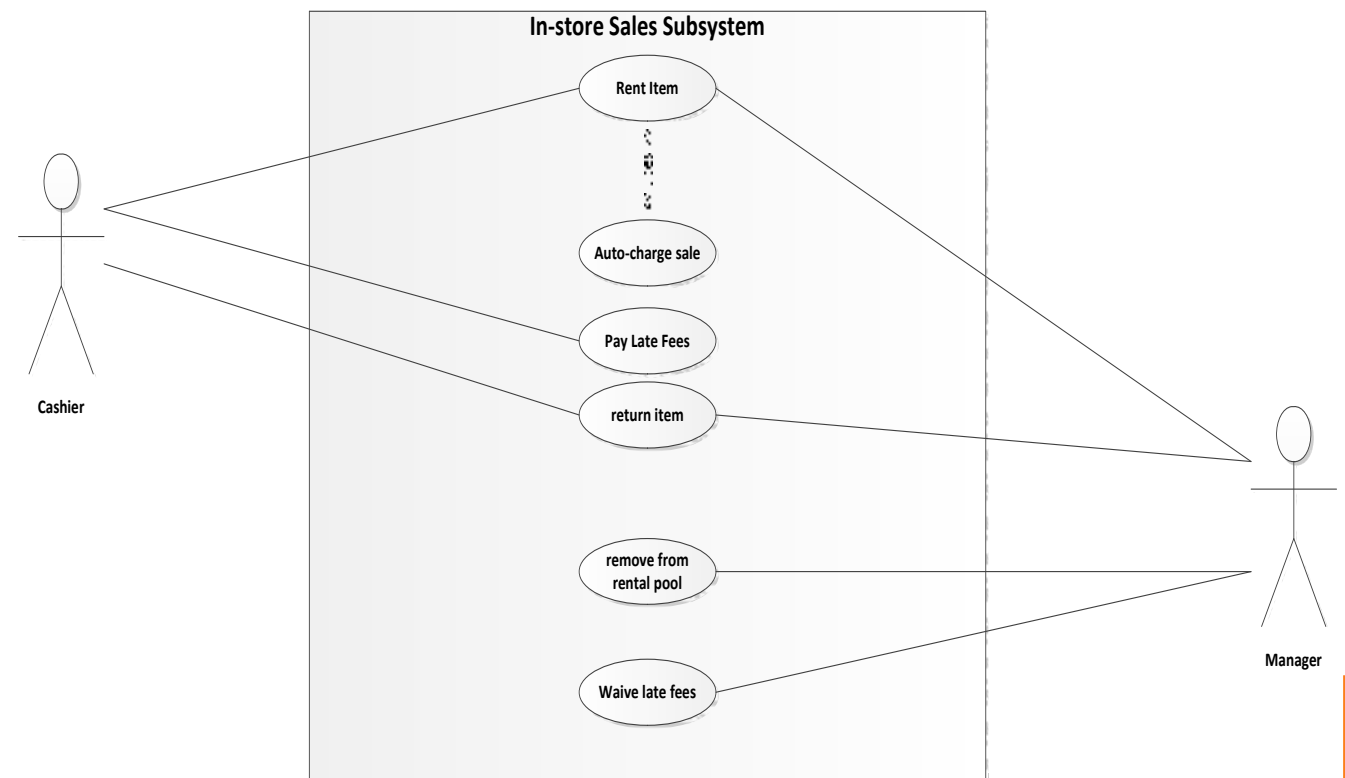 In-store Sales Subsystem
Rent Item
Auto-charge sale
Pay Late Fees
Cashier
return item
remove from
rental pool
Manager
Waive late fees